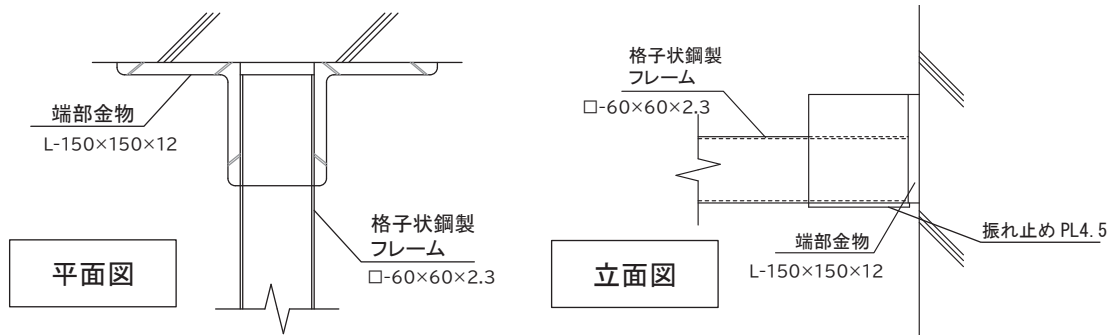 端部金物
L-150×150×12
格子状鋼製
フレーム
□-60×60×2.3
平面図
格子状鋼製
フレーム
□-60×60×2.3
端部金物
L-150×150×12
振れ止め PL4.5
立面図